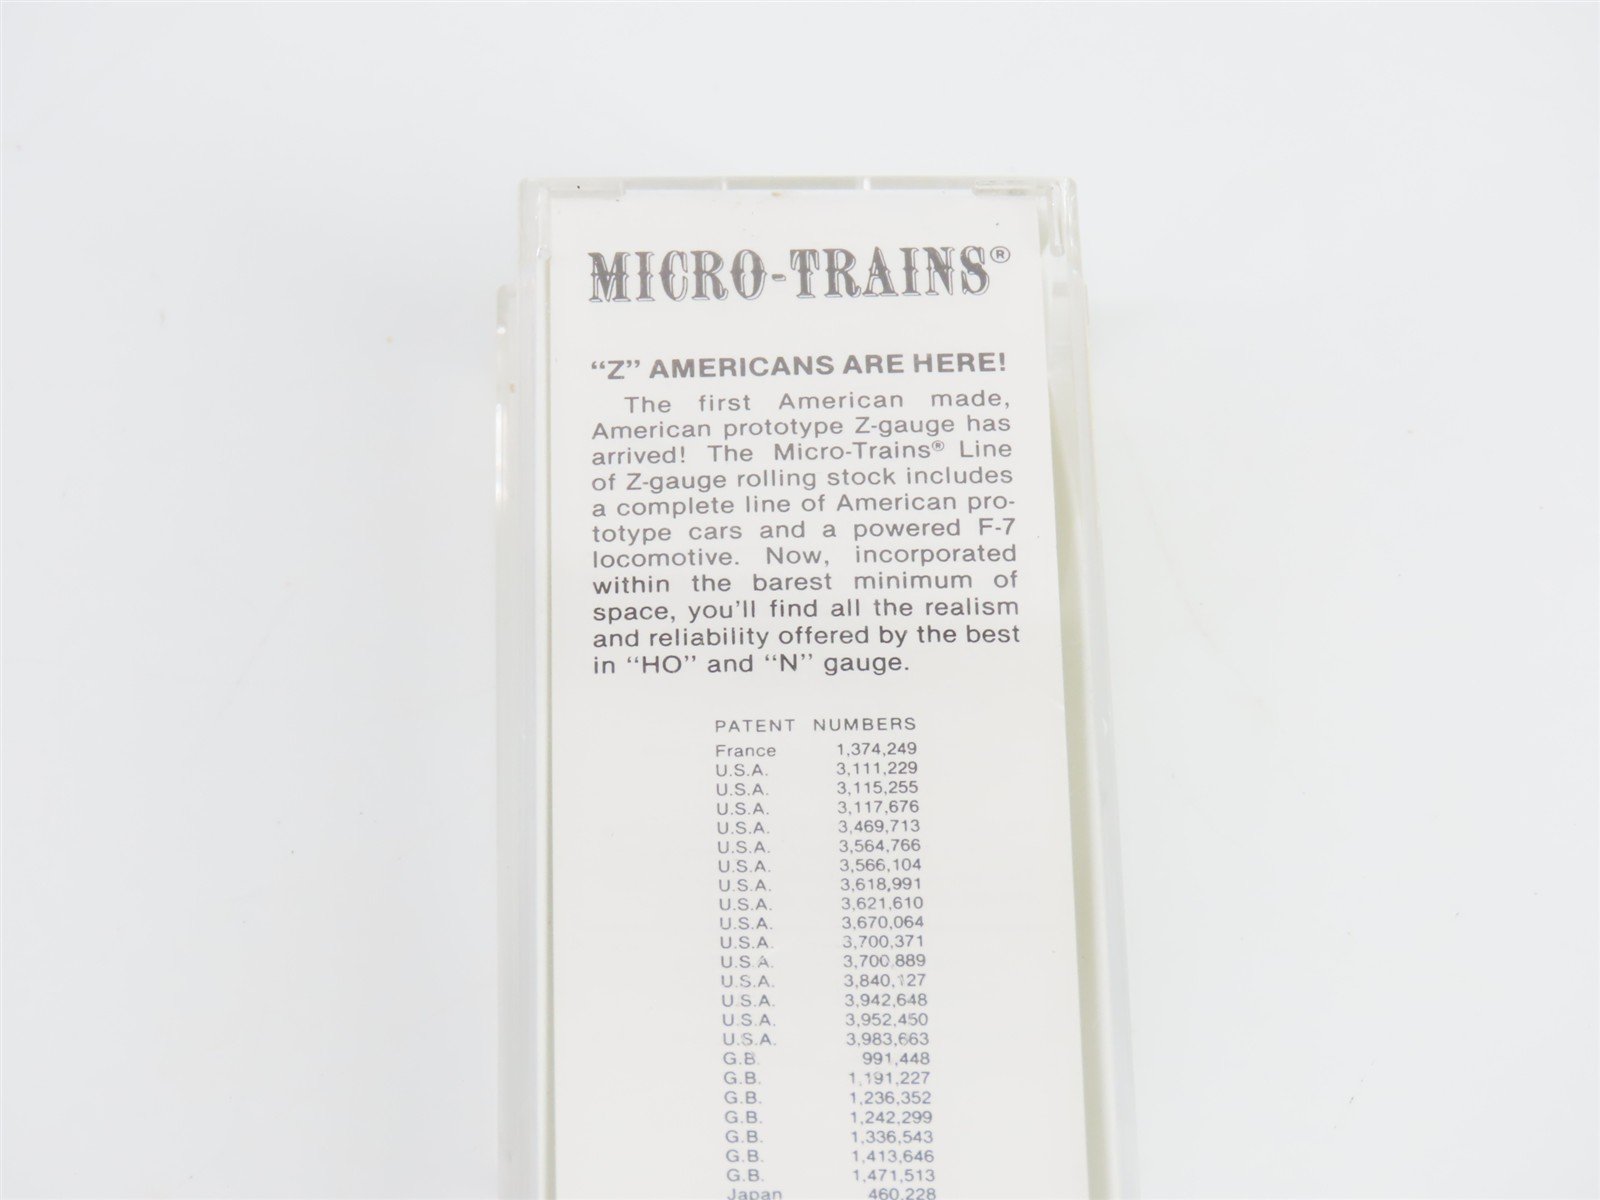 MICRO-TRAINS®
“Z” AMERICANS ARE HERE!
The first American made,
American prototype Z-gauge has
arrived! The Micro-Trains® Line
of Z-gauge rolling stock includes
a complete line of American pro-
totype cars and a powered F-7
locomotive. Now, incorporated
within the barest minimum of
space, you'll find all the realism
and reliability offered by the best
in “HO” and “N” gauge.
PATENT NUMBERS
France 1,374,249
U.S.A. 3,111,229
U.S.A. 3,115,255
U.S.A. 3,117,676
U.S.A. 3,469,713
U.S.A. 3,564,766
U.S.A. 3,566,104
U.S.A. 3,618,991
U.S.A. 3,621,610
U.S.A. 3,670,064
U.S.A. 3,700,371
U.S.A. 3,700,889
U.S.A. 3,840,127
U.S.A. 3,942,648
U.S.A. 3,952,450
U.S.A. 3,983,663
G.B. 991,448
G.B. 1,191,227
G.B. 1,236,352
G.B. 1,242,299
G.B. 1,336,543
G.B. 1,413,646
G.B. 1,471,513
Japan 460,228